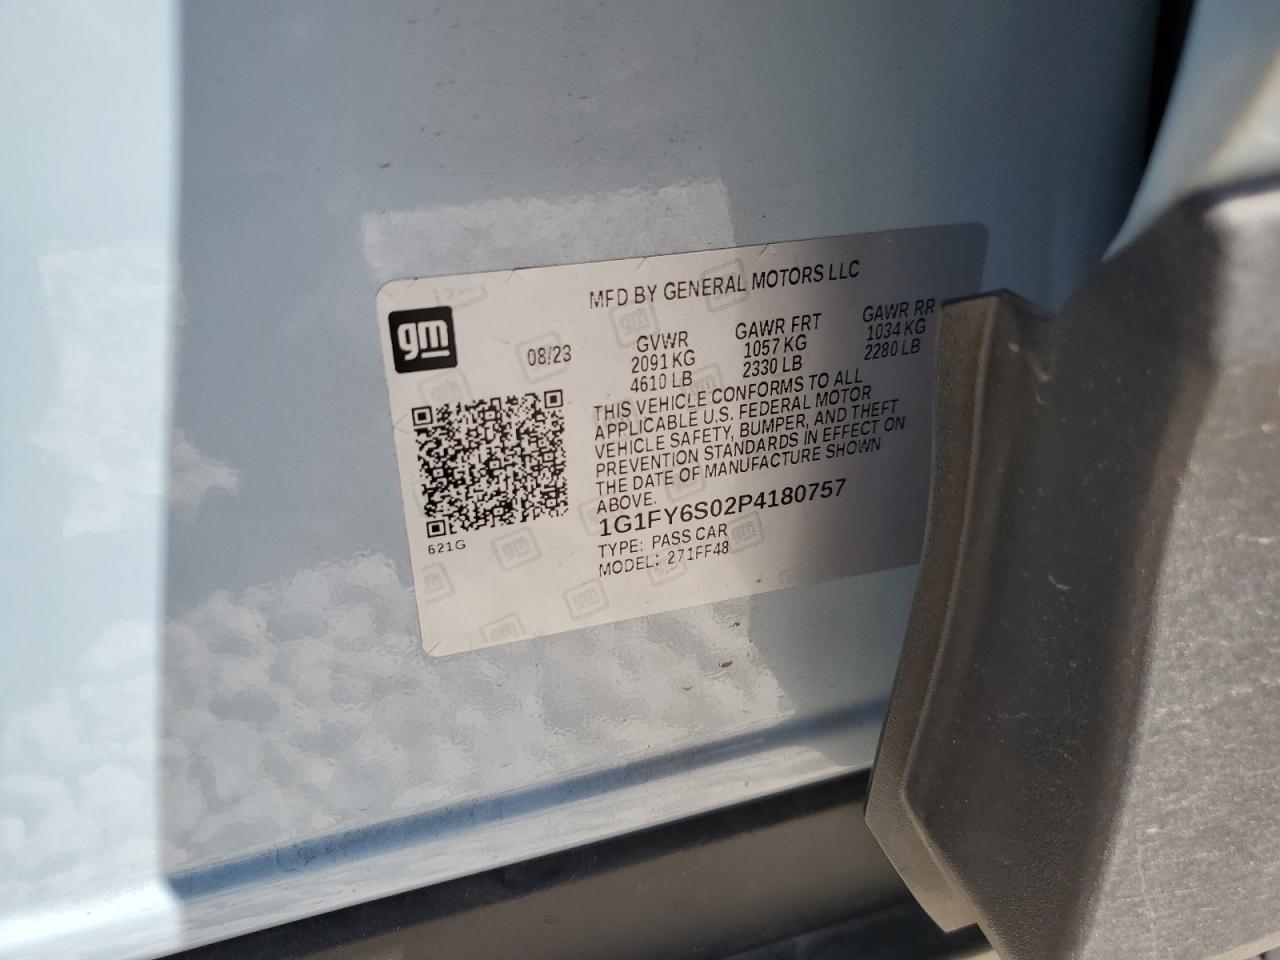 MFD BY GENERAL MOTORS LLC
gm
08/23
GVWR GAWR FRT GAWR RR
2091 KG 1057 KG 1034 KG
4610 LB 2330 LB 2280 LB
THIS VEHICLE CONFORMS TO ALL
APPLICABLE U.S. FEDERAL MOTOR
VEHICLE SAFETY, BUMPER, AND THEFT
PREVENTION STANDARDS IN EFFECT ON
THE DATE OF MANUFACTURE SHOWN
ABOVE.
1G1FY6S02P4180757
621G
TYPE: PASS CAR
MODEL: 271FF48